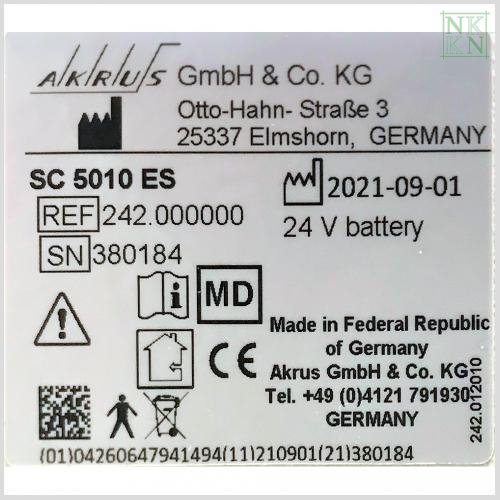 AKRUS GmbH & Co. KG
Otto-Hahn- Straße 3
25337 Elmshorn, GERMANY
SC 5010 ES
2021-09-01
REF 242.000000
24 V battery
SN 380184
MD
Made in Federal Republic
of Germany
CE
Akrus GmbH & Co. KG
Tel. +49 (0)4121 791930
GERMANY
242.012010
(01)04260647941494(11)210901(21)380184
NK
KN